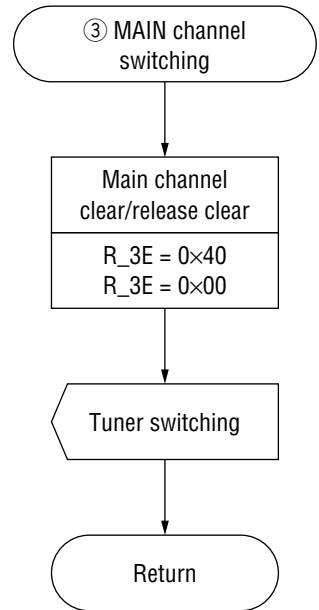 ③ MAIN channel
switching
Main channel
clear/release clear
R_3E = 0×40
R_3E = 0×00
Tuner switching
Return